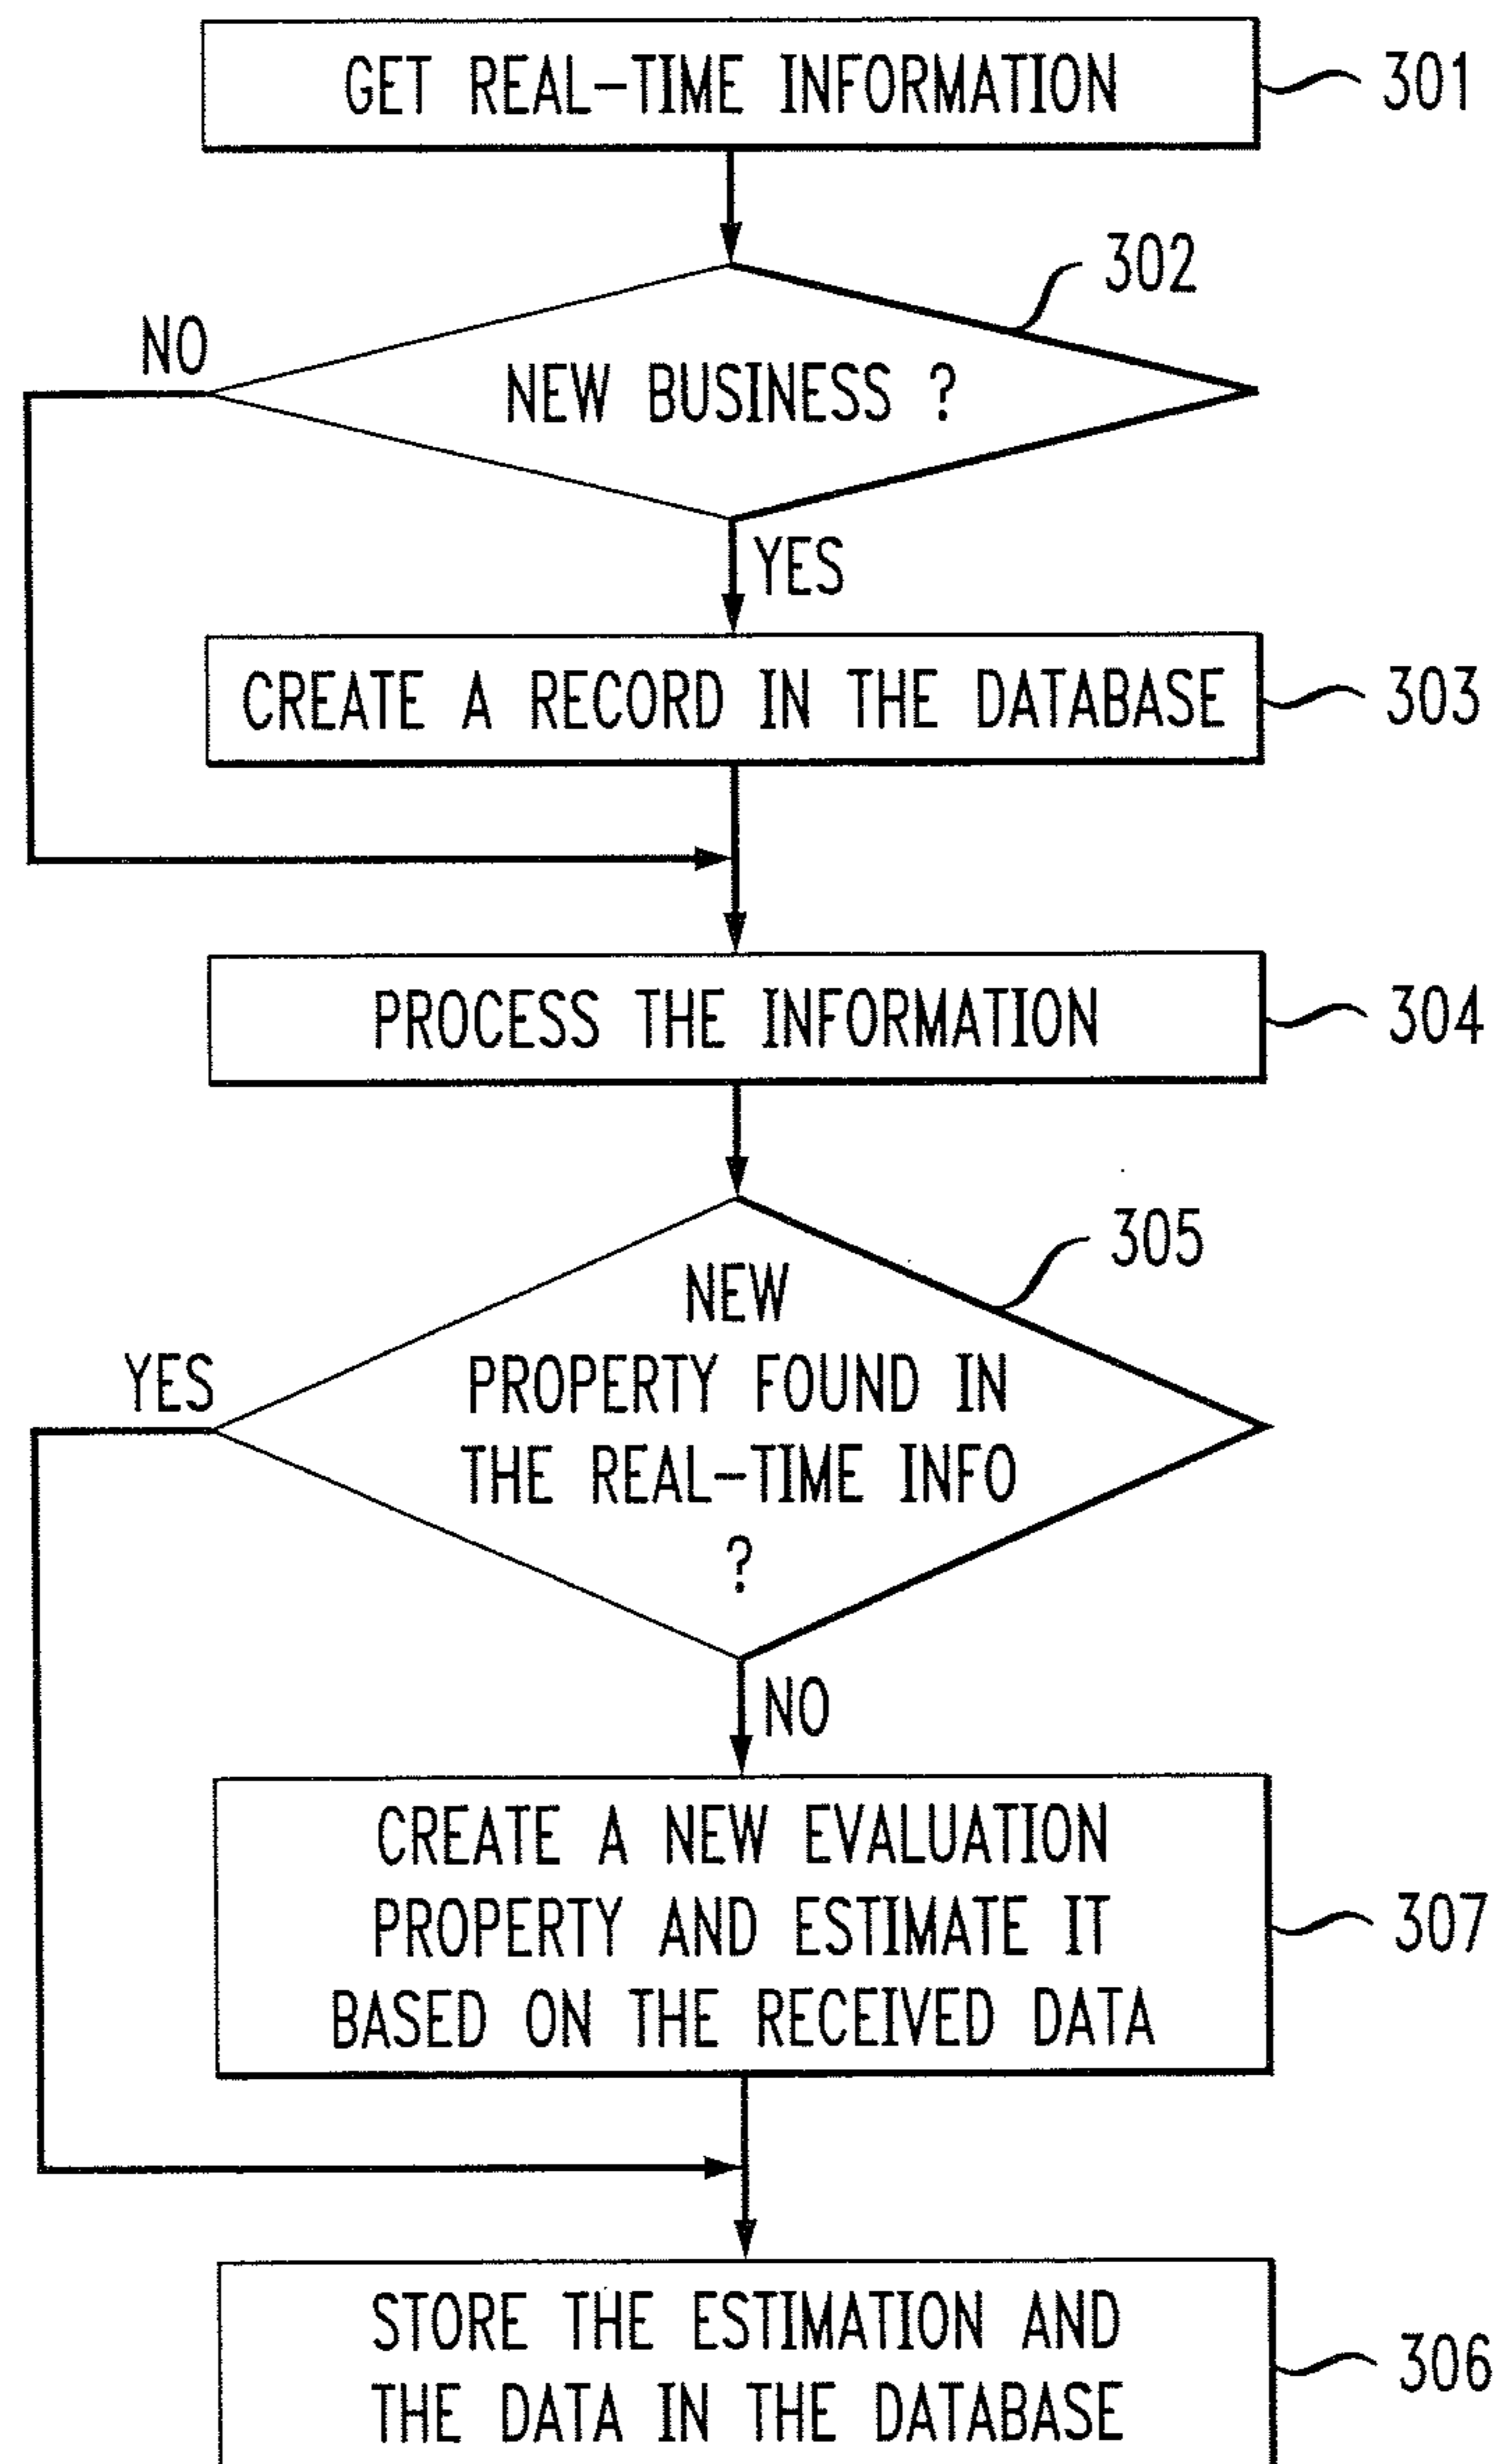 GET REAL-TIME INFORMATION
301
302
NO
NEW BUSINESS ?
YES
CREATE A RECORD IN THE DATABASE
303
PROCESS THE INFORMATION
304
305
NEW
YES
PROPERTY FOUND IN
THE REAL-TIME INFO
?
NO
CREATE A NEW EVALUATION
PROPERTY AND ESTIMATE IT
307
BASED ON THE RECEIVED DATA
STORE THE ESTIMATION AND
306
THE DATA IN THE DATABASE